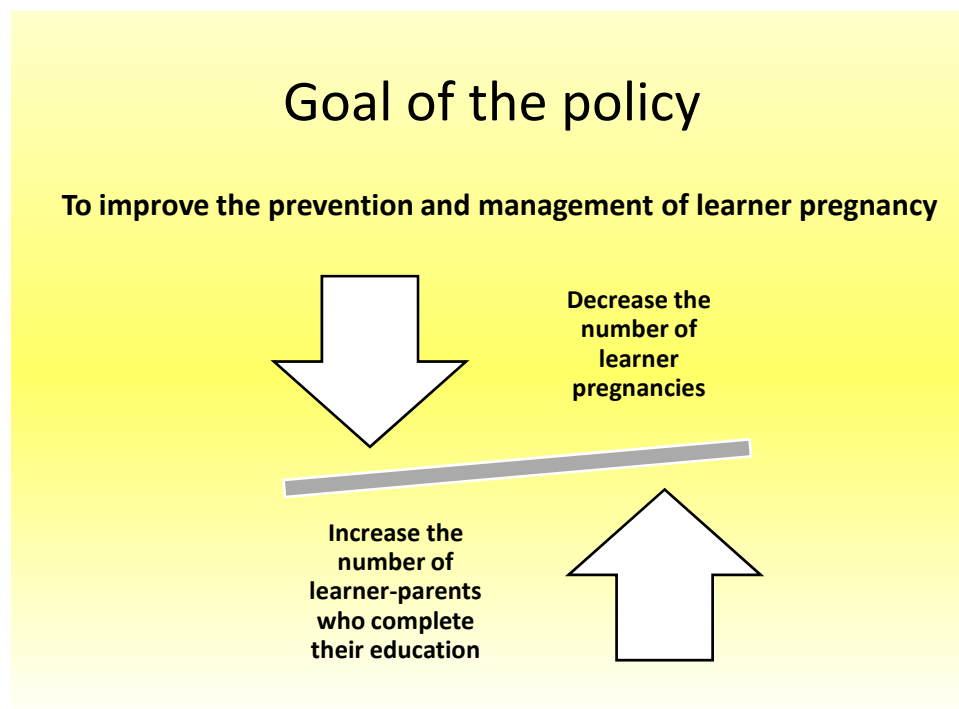 Goal of the policy
To improve the prevention and management of learner pregnancy
Decrease the
number of
learner
pregnancies
Increase the
number of
learner-parents
who complete
their education